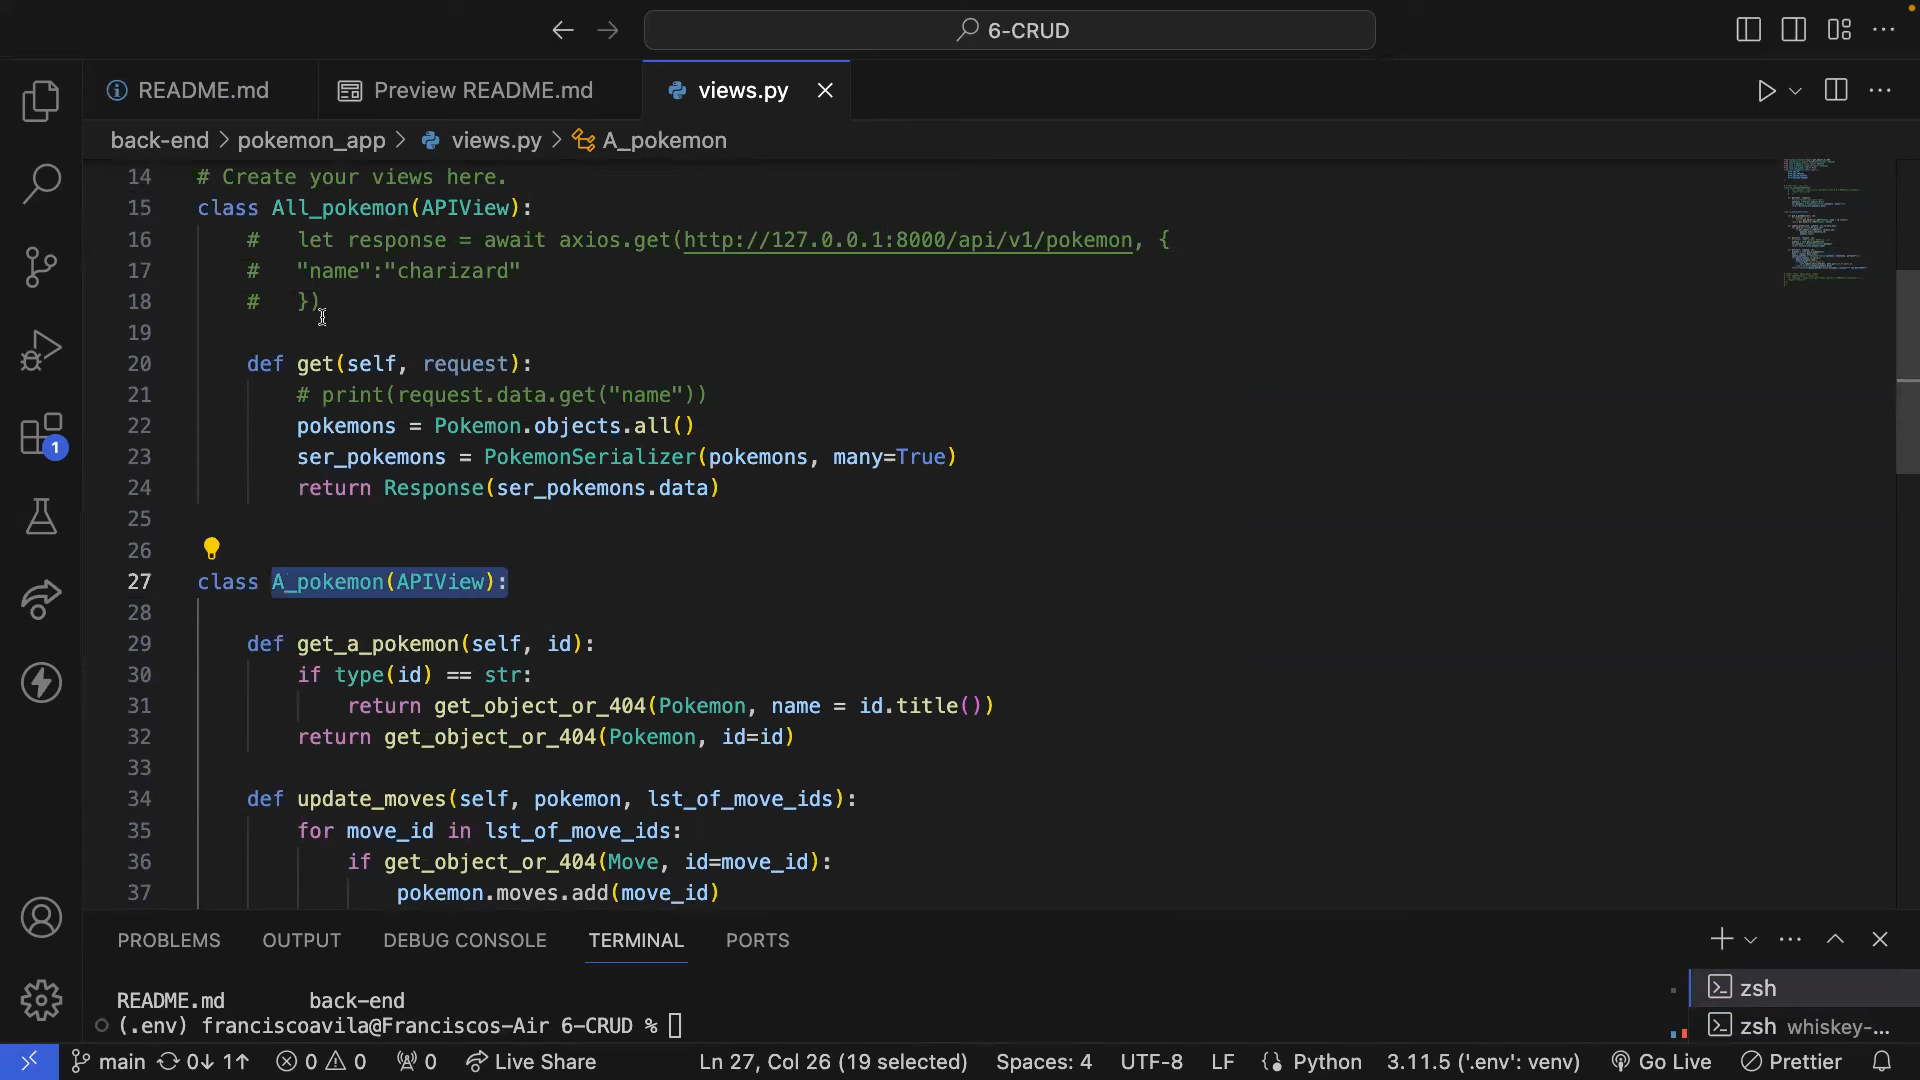 6-CRUD
README.md
Preview README.md
views.py
back-end > pokemon_app > views.py > A_pokemon
14 # Create your views here.
15 class All_pokemon(APIView):
16 # let response = await axios.get(http://127.0.0.1:8000/api/v1/pokemon, {
17 # "name":"charizard"
18 # })
19
20 def get(self, request):
21 # print(request.data.get("name"))
22 pokemons = Pokemon.objects.all()
23 ser_pokemons = PokemonSerializer(pokemons, many=True)
24 return Response(ser_pokemons.data)
25
26
27 class A_pokemon(APIView):
28
29 def get_a_pokemon(self, id):
30 if type(id) == str:
31 return get_object_or_404(Pokemon, name = id.title())
32 return get_object_or_404(Pokemon, id=id)
33
34 def update_moves(self, pokemon, lst_of_move_ids):
35 for move_id in lst_of_move_ids:
36 if get_object_or_404(Move, id=move_id):
37 pokemon.moves.add(move_id)
1
PROBLEMS OUTPUT DEBUG CONSOLE TERMINAL PORTS
README.md back-end
(.env) franciscoavila@Franciscos-Air 6-CRUD %
zsh
zsh whiskey-...
main 0↓ 1↑ 0 0 0 Live Share Ln 27, Col 26 (19 selected) Spaces: 4 UTF-8 LF Python 3.11.5 ('.env': venv) Go Live Prettier